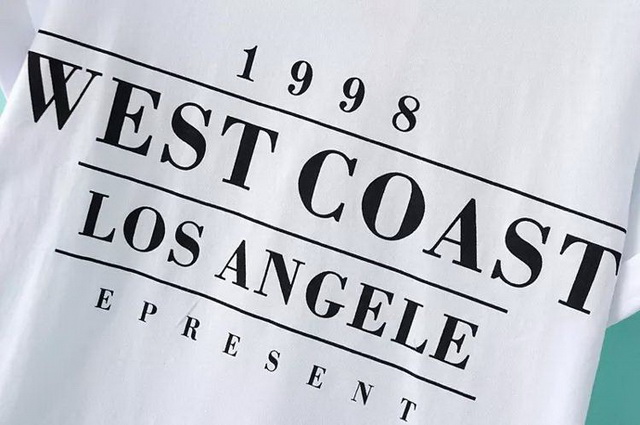 1998
WEST COAST
LOS ANGELE
EPRESENT